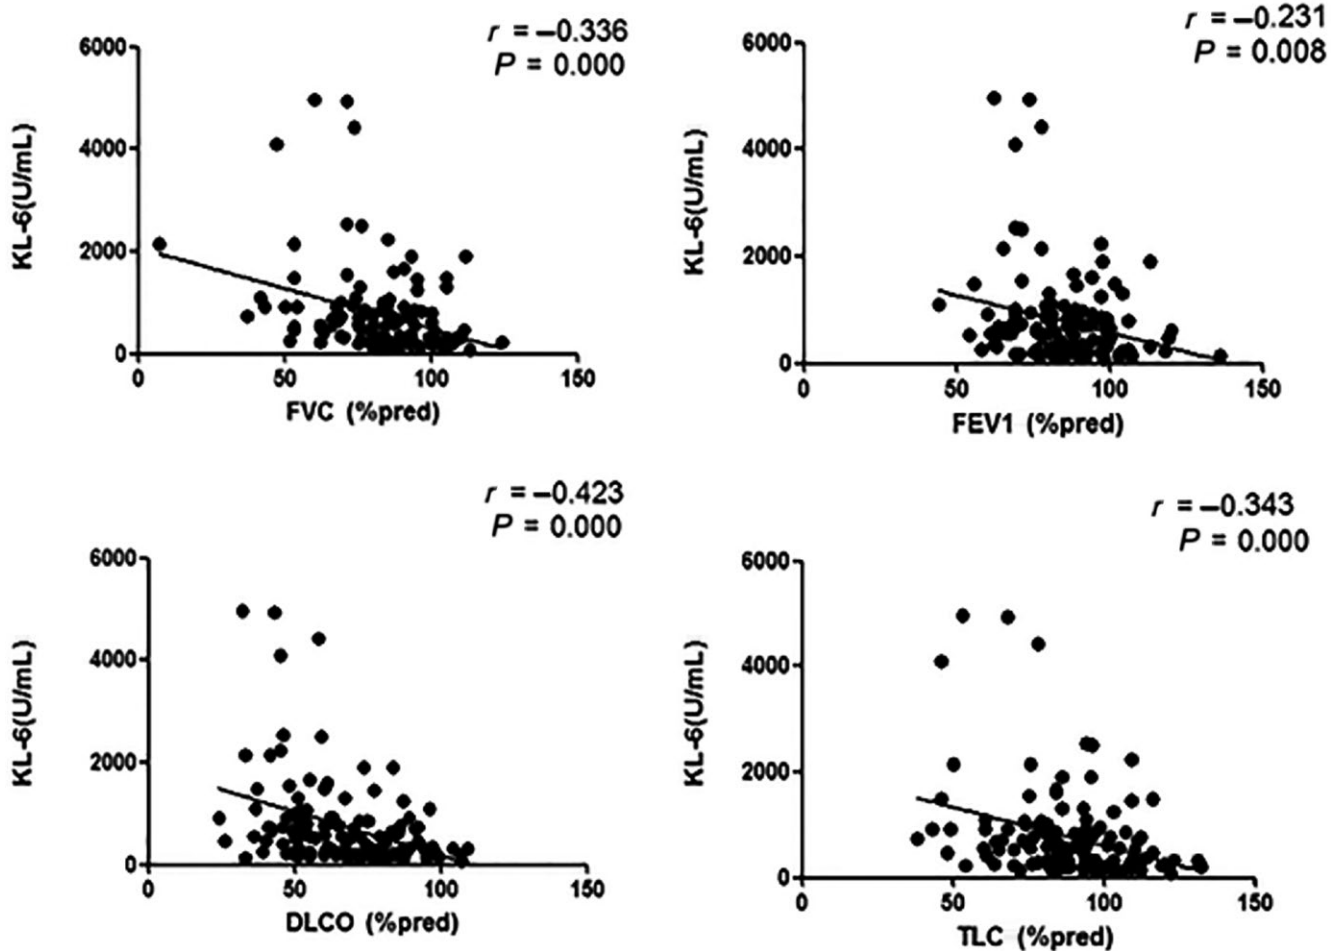 r = –0.336
P = 0.000
6000
4000
2000
0
KL-6(U/mL)
0 50 100 150
FVC (%pred)
r = –0.231
P = 0.008
6000
4000
2000
0
KL-6(U/mL)
0 50 100 150
FEV1 (%pred)
r = –0.423
P = 0.000
6000
4000
2000
0
KL-6(U/mL)
0 50 100 150
DLCO (%pred)
r = –0.343
P = 0.000
6000
4000
2000
0
KL-6(U/mL)
0 50 100 150
TLC (%pred)